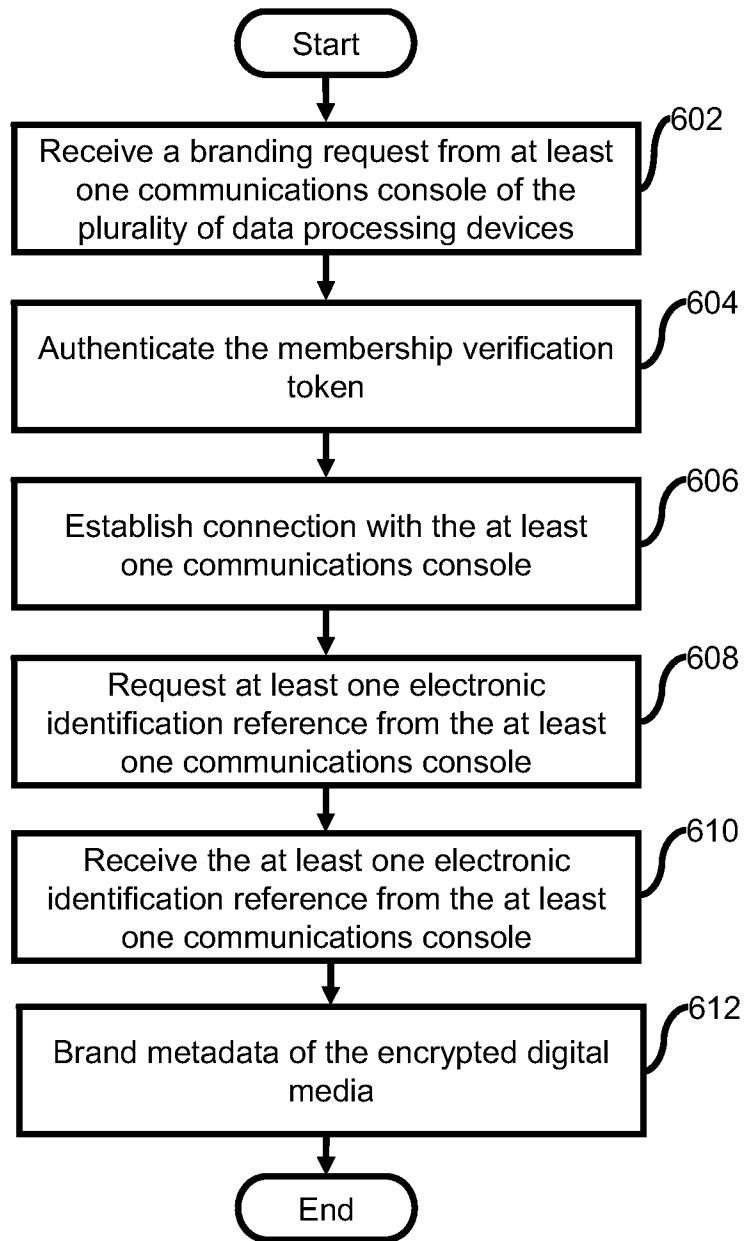 Start
602
Receive a branding request from at least
one communications console of the
plurality of data processing devices
604
Authenticate the membership verification
token
606
Establish connection with the at least
one communications console
608
Request at least one electronic
identification reference from the at least
one communications console
610
Receive the at least one electronic
identification reference from the at least
one communications console
612
Brand metadata of the encrypted digital
media
End